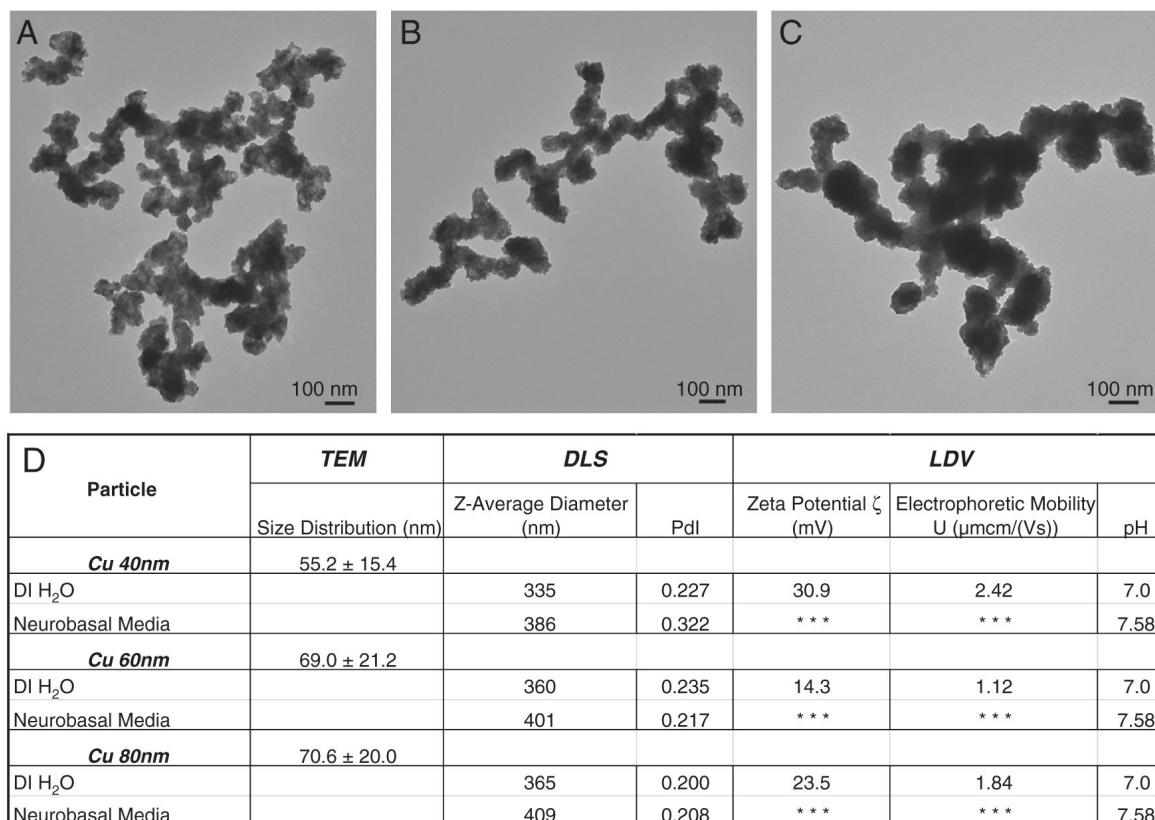 A
B
C
100 nm
100 nm
100 nm
D
Particle
TEM
DLS
LDV
Size Distribution (nm)
Z-Average Diameter
(nm)
PdI
Zeta Potential ζ
(mV)
Electrophoretic Mobility
U (µmcm/(Vs))
pH
Cu 40nm 55.2 ± 15.4
DI H₂O 335 0.227 30.9 2.42 7.0
Neurobasal Media 386 0.322 * * * * * * 7.58
Cu 60nm 69.0 ± 21.2
DI H₂O 360 0.235 14.3 1.12 7.0
Neurobasal Media 401 0.217 * * * * * * 7.58
Cu 80nm 70.6 ± 20.0
DI H₂O 365 0.200 23.5 1.84 7.0
Neurobasal Media 409 0.208 * * * * * * 7.58